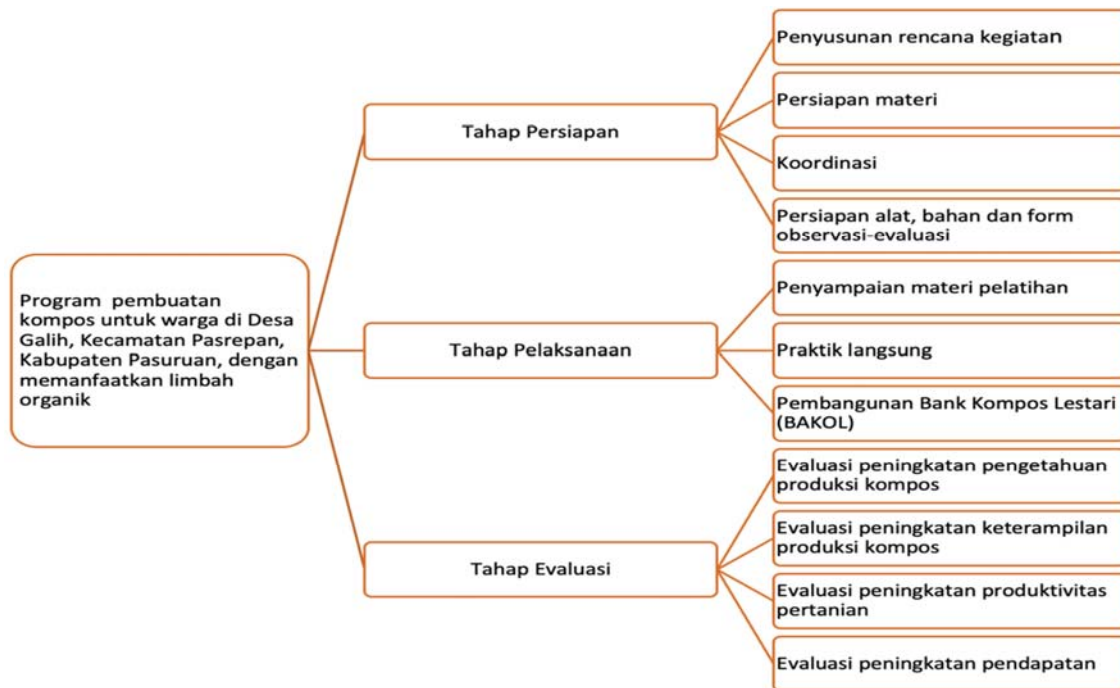 Program pembuatan
kompos untuk warga di Desa
Galih, Kecamatan Pasrepan,
Kabupaten Pasuruan, dengan
memanfaatkan limbah
organik
Tahap Persiapan
Penyusunan rencana kegiatan
Persiapan materi
Koordinasi
Persiapan alat, bahan dan form
observasi-evaluasi
Tahap Pelaksanaan
Penyampaian materi pelatihan
Praktik langsung
Pembangunan Bank Kompos Lestari
(BAKOL)
Tahap Evaluasi
Evaluasi peningkatan pengetahuan
produksi kompos
Evaluasi peningkatan keterampilan
produksi kompos
Evaluasi peningkatan produktivitas
pertanian
Evaluasi peningkatan pendapatan